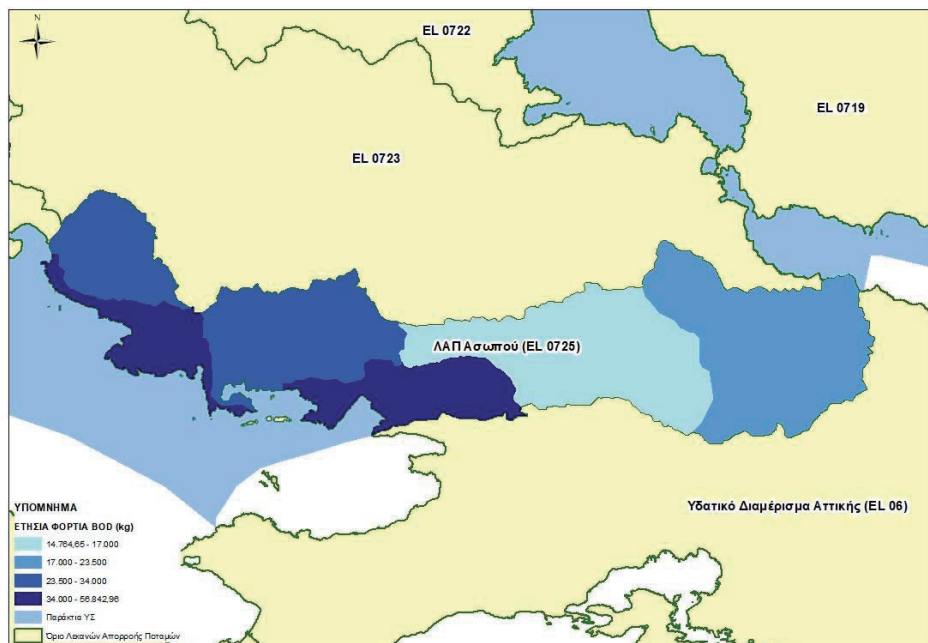 N
EL 0722
EL 0719
EL 0723
ΛΑΠ Ασωπού (EL 0725)
Υδατικό Διαμέρισμα Αττικής (EL 06)
ΥΠΟΜΝΗΜΑ
ΕΤΗΣΙΑ ΦΟΡΤΙΑ BOD (kg)
14.764,65 - 17.000
17.000 - 23.500
23.500 - 34.000
34.000 - 56.842,96
Παράκτια ΥΣ
Όριο Λεκανών Απορροής Ποταμών